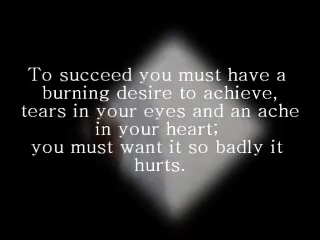 To succeed you must have a
burning desire to achieve,
tears in your eyes and an ache
in your heart;
you must want it so badly it
hurts.